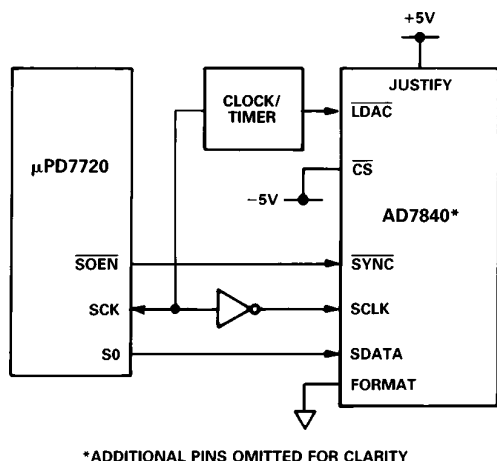 +5V
JUSTIFY
CLOCK/
TIMER
LDAC
μPD7720
CS
−5V
AD7840*
SOEN
SYNC
SCK
SCLK
S0
SDATA
FORMAT
*ADDITIONAL PINS OMITTED FOR CLARITY